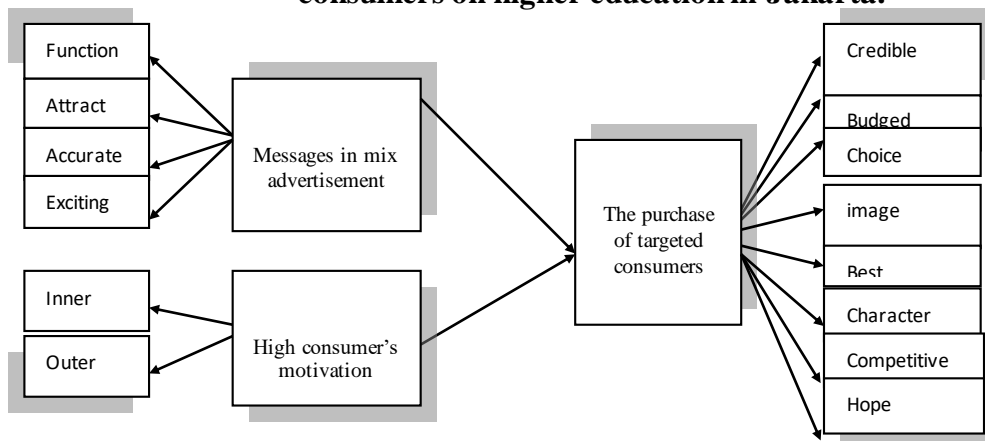 consumers on higher education in Jakarta.
Function
Attract
Accurate
Exciting
Messages in mix
advertisement
Inner
Outer
High consumer's
motivation
The purchase
of targeted
consumers
Credible
Budged
Choice
image
Best
Character
Competitive
Hope